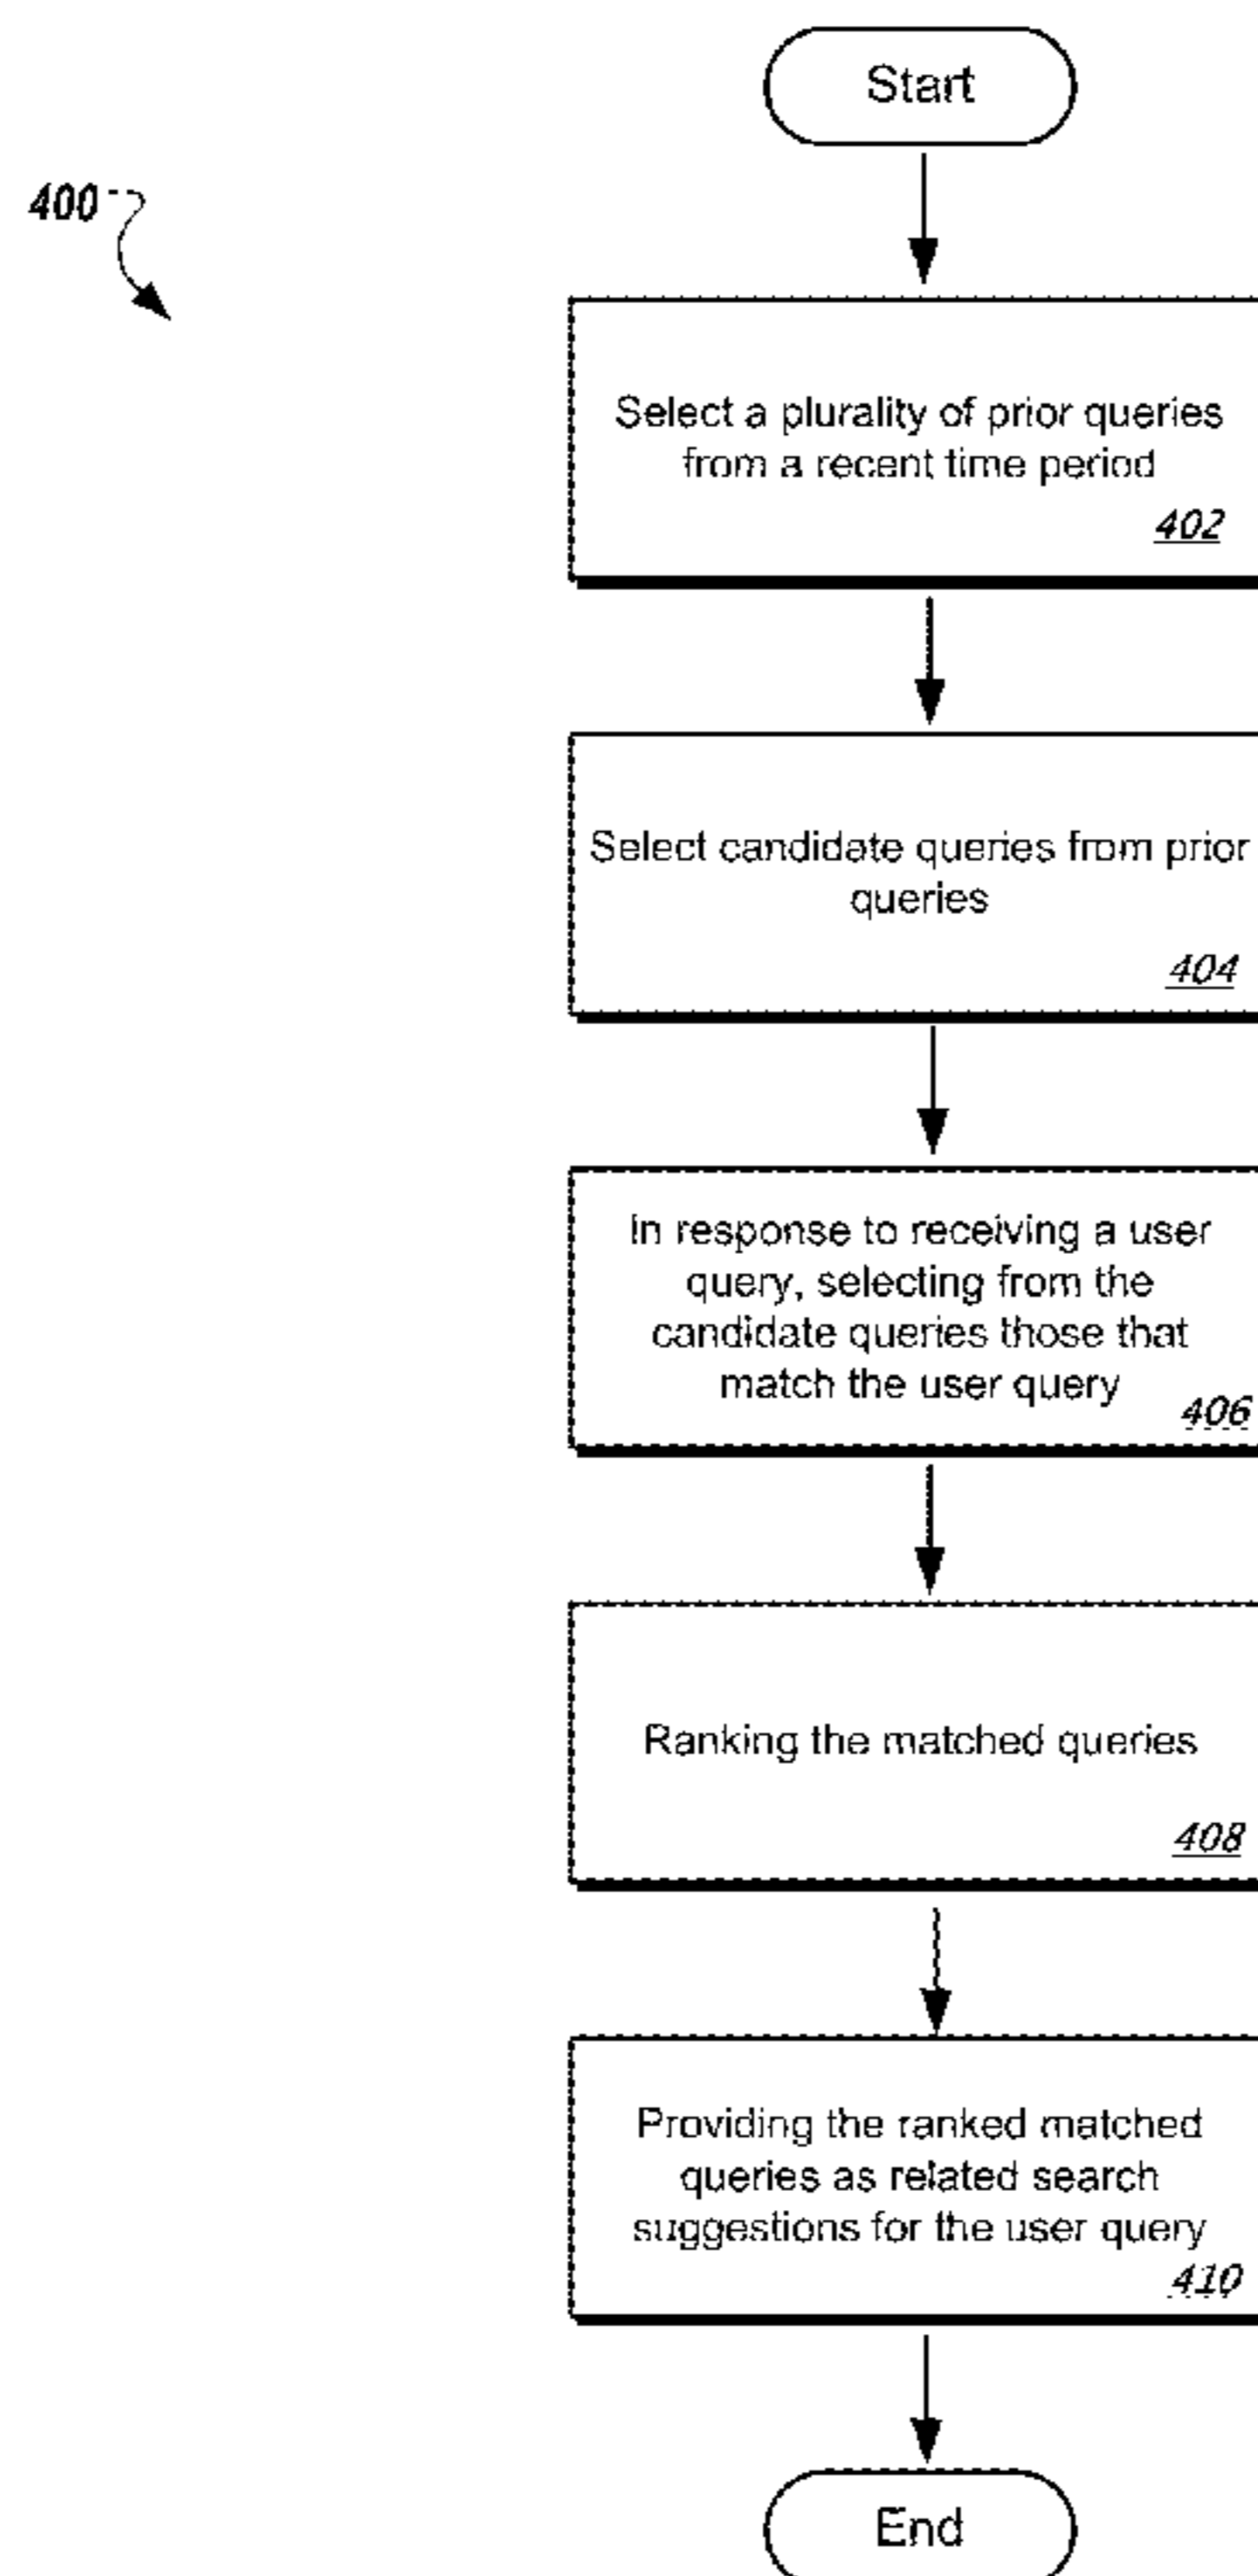 Start
400
Select a plurality of prior queries
from a recent time period
402
Select candidate queries from prior
queries
404
In response to receiving a user
query, selecting from the
candidate queries those that
match the user query
406
Ranking the matched queries
408
Providing the ranked matched
queries as related search
suggestions for the user query
410
End